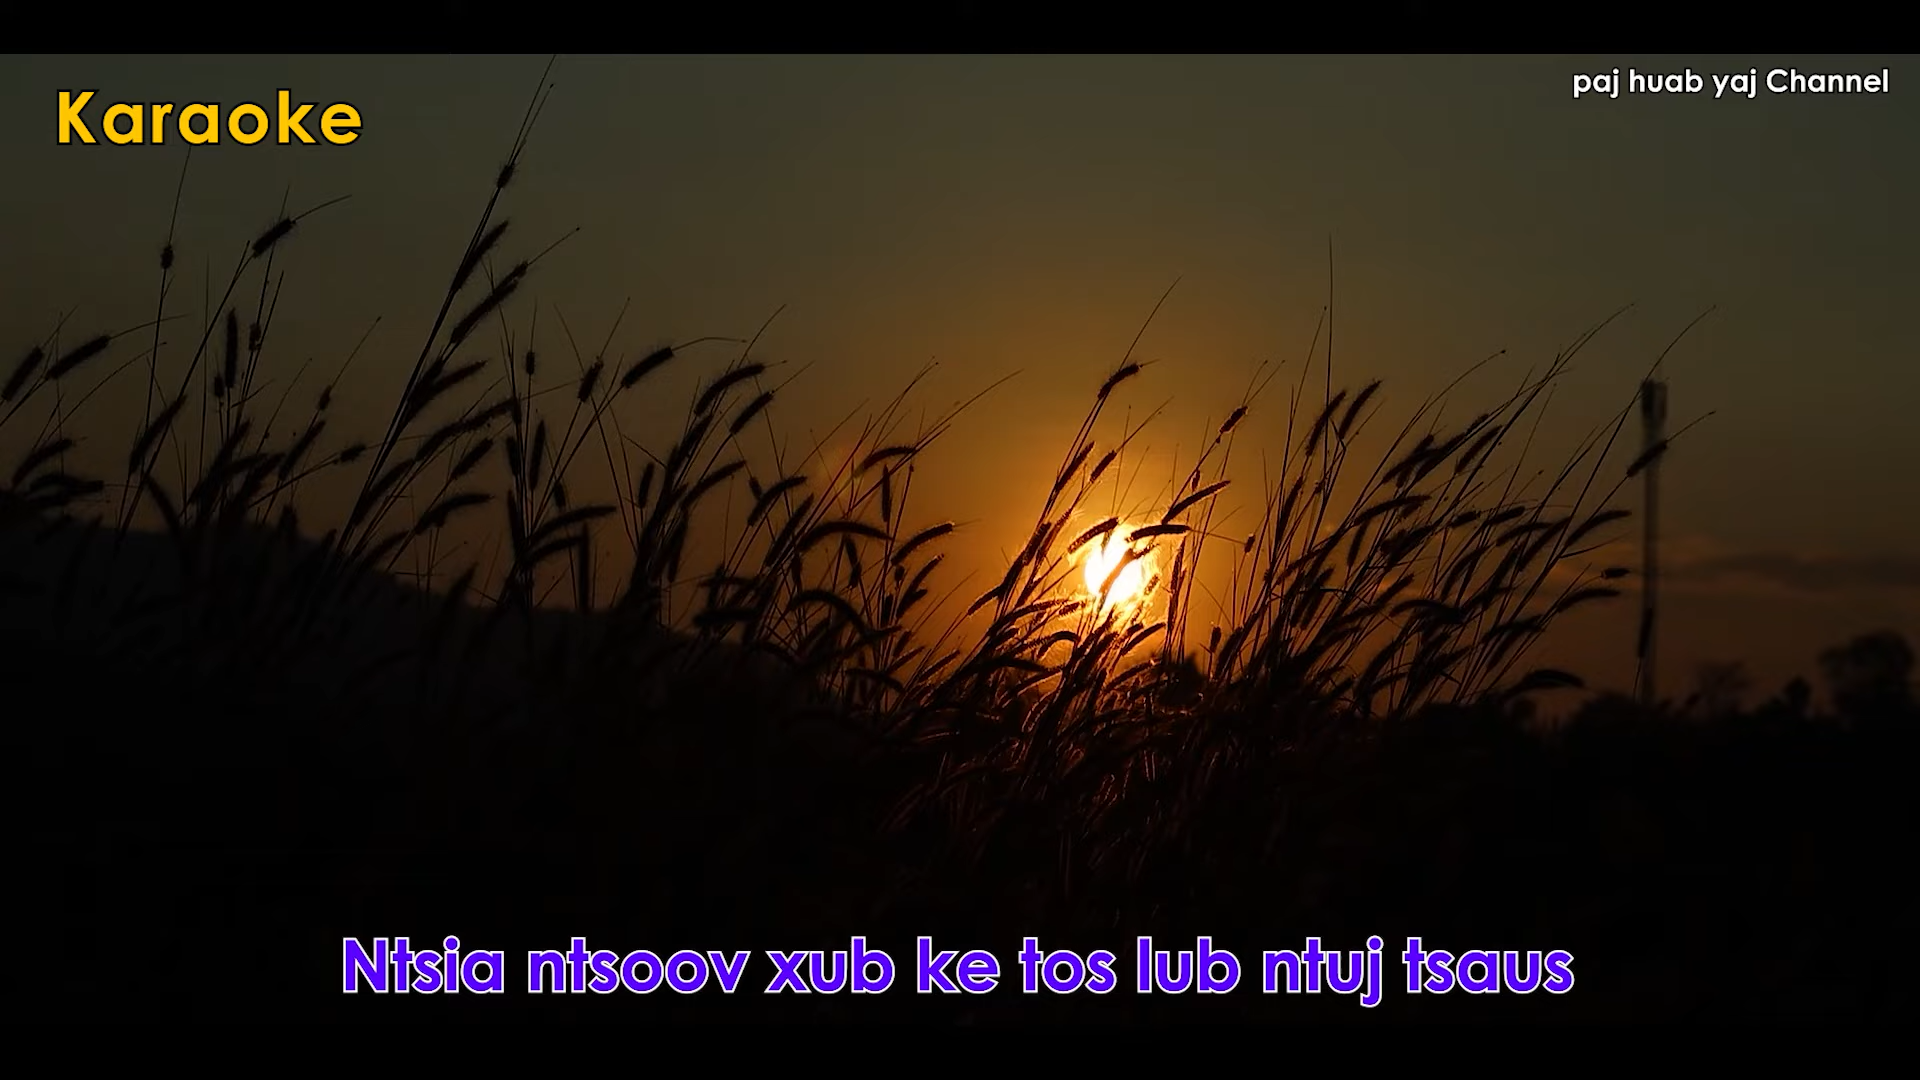 Karaoke
paj huab yaj Channel
Ntsia ntsoov xub ke tos lub ntuj tsaus